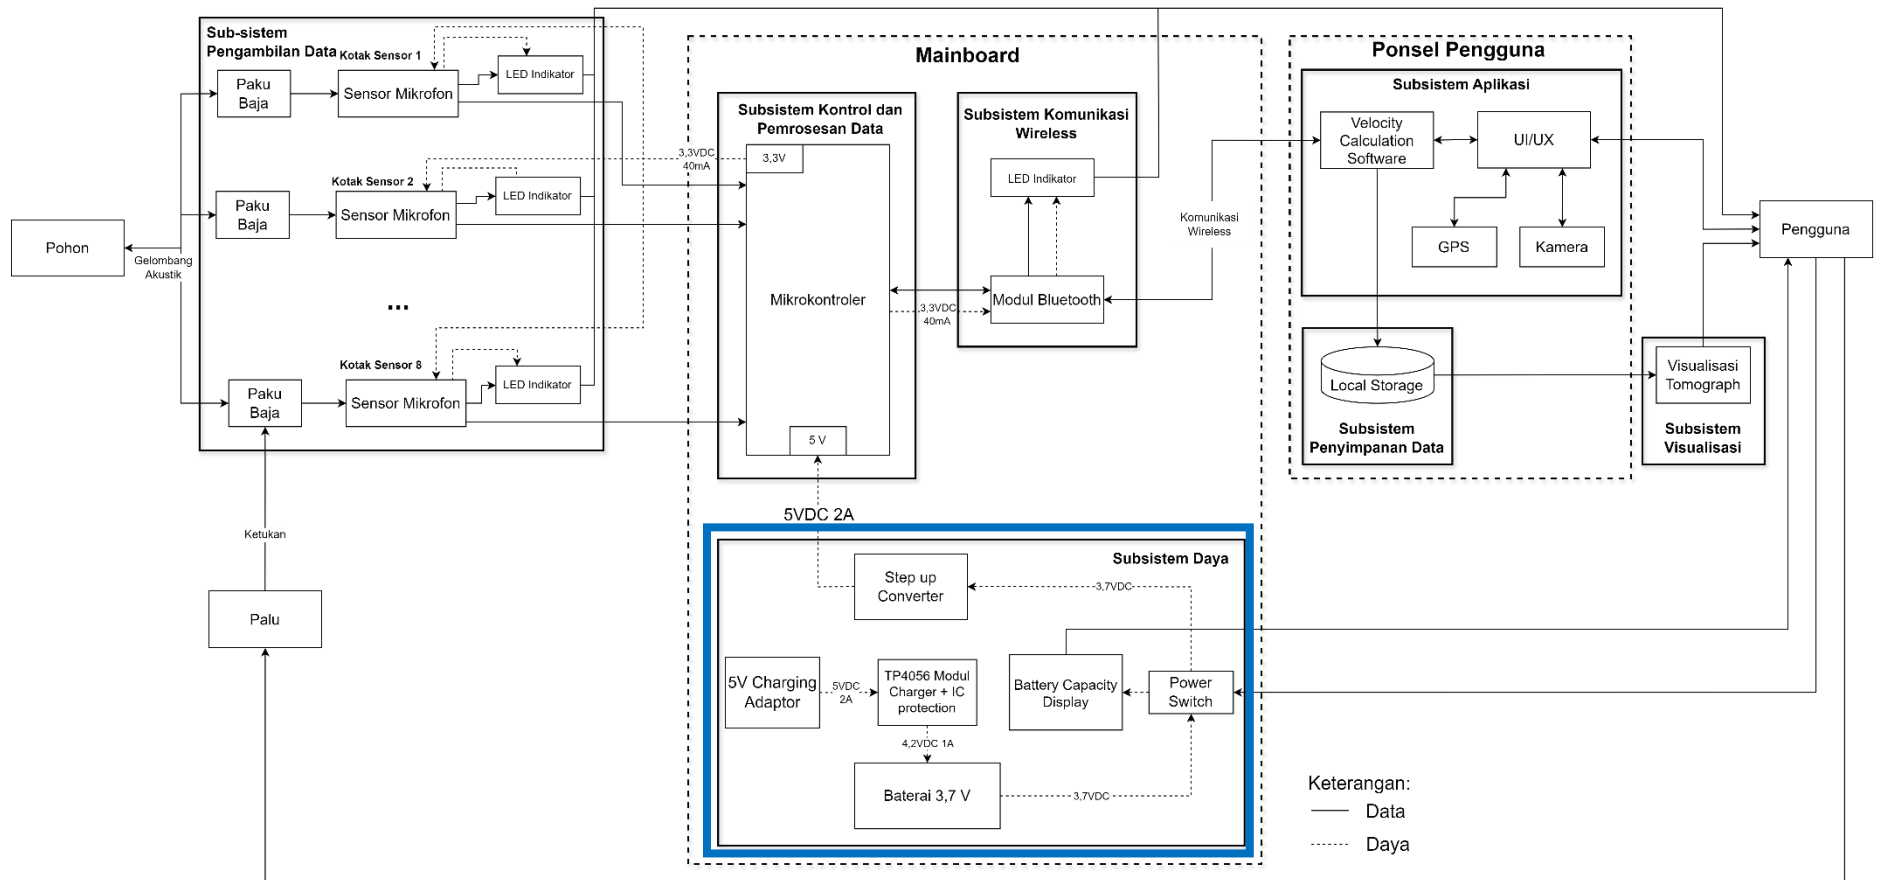 Sub-sistem
Pengambilan Data
Kotak Sensor 1
Paku
Baja
Sensor Mikrofon
LED Indikator
Kotak Sensor 2
Paku
Baja
Sensor Mikrofon
LED Indikator
Pohon
Gelombang
Akustik
...
Kotak Sensor 8
Paku
Baja
Sensor Mikrofon
LED Indikator
Ketukan
Palu
Mainboard
Subsistem Kontrol dan
Pemrosesan Data
3,3VDC
40mA
3,3V
Mikrokontroler
5 V
Subsistem Komunikasi
Wireless
LED Indikator
Modul Bluetooth
3,3VDC
40mA
Komunikasi
Wireless
5VDC 2A
Subsistem Daya
Step up
Converter
3,7VDC
5V Charging
Adaptor
5VDC
2A
TP4056 Modul
Charger + IC
protection
Battery Capacity
Display
Power
Switch
4,2VDC 1A
Baterai 3,7 V
3,7VDC
Ponsel Pengguna
Subsistem Aplikasi
Velocity
Calculation
Software
UI/UX
GPS
Kamera
Local Storage
Subsistem
Penyimpanan Data
Visualisasi
Tomograph
Subsistem
Visualisasi
Pengguna
Keterangan:
Data
Daya